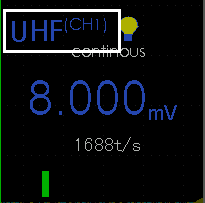 UHF(CH1)
continous
8.000mV
1688t/s